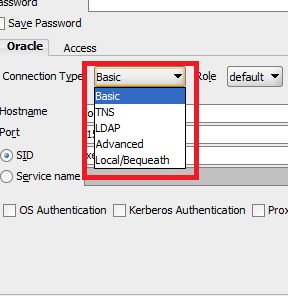 assword
Save Password
Oracle Access
Connection Type Basic Role default
Basic
TNS
LDAP
Advanced
Local/Bequeath
Hostname
Port
SID
Service name
OS Authentication Kerberos Authentication Prox